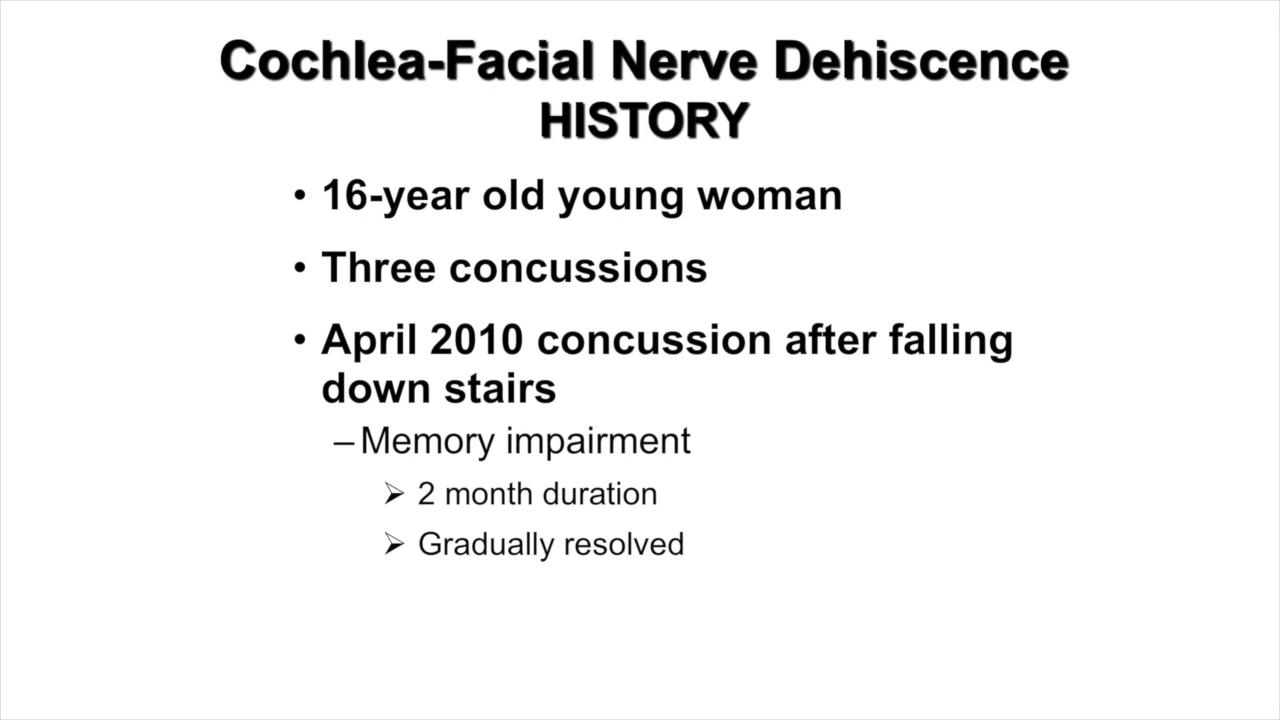 Cochlea-Facial Nerve Dehiscence
HISTORY
• 16-year old young woman
• Three concussions
• April 2010 concussion after falling
down stairs
– Memory impairment
➢ 2 month duration
➢ Gradually resolved